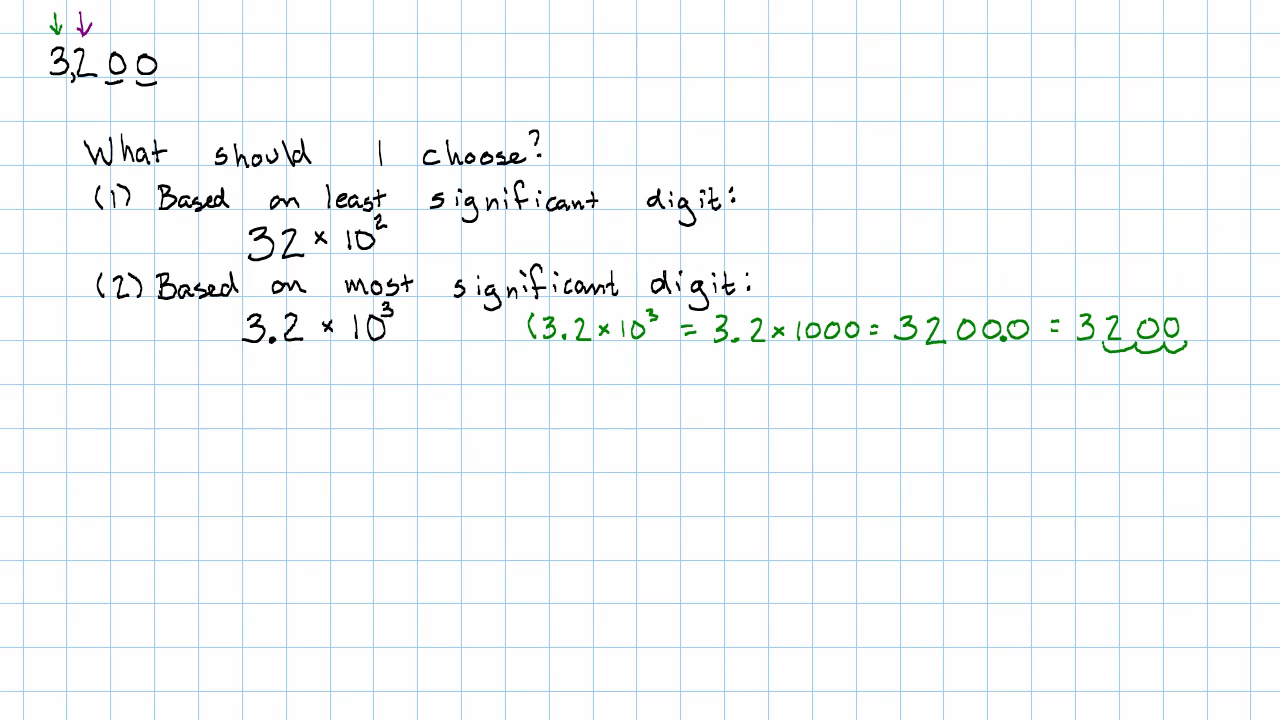 3,200
What should I choose?
(1) Based on least significant digit:
32 × 10²
(2) Based on most significant digit:
3.2 × 10³ (3.2 × 10³ = 3.2 × 1000 = 3200.0 = 3200